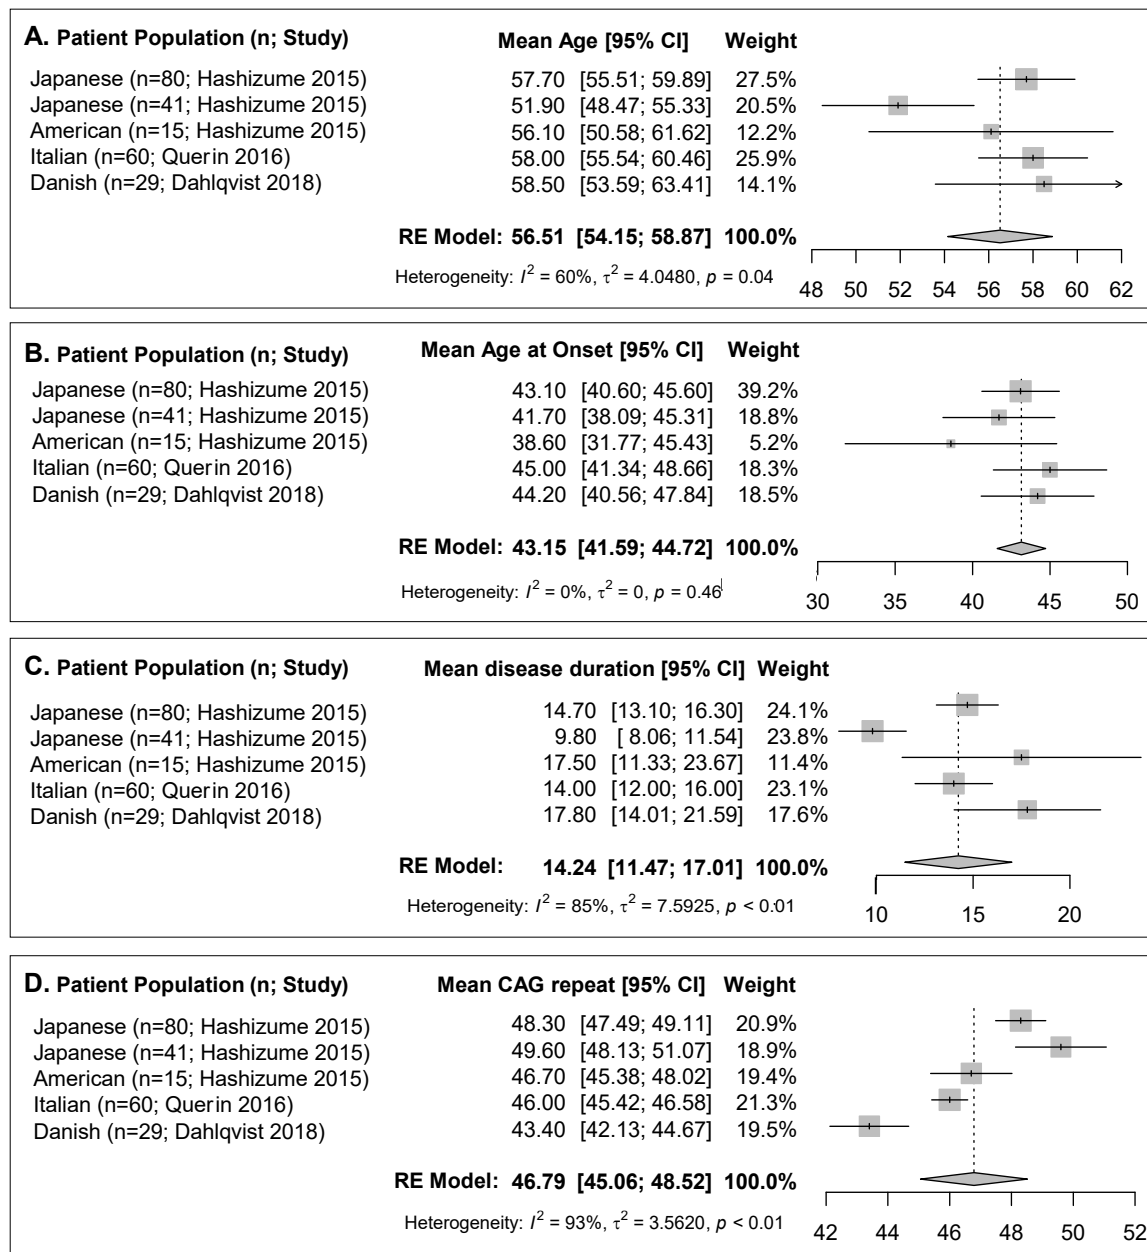 A. Patient Population (n; Study) Mean Age [95% CI] Weight
Japanese (n=80; Hashizume 2015) 57.70 [55.51; 59.89] 27.5%
Japanese (n=41; Hashizume 2015) 51.90 [48.47; 55.33] 20.5%
American (n=15; Hashizume 2015) 56.10 [50.58; 61.62] 12.2%
Italian (n=60; Querin 2016) 58.00 [55.54; 60.46] 25.9%
Danish (n=29; Dahlqvist 2018) 58.50 [53.59; 63.41] 14.1%
RE Model: 56.51 [54.15; 58.87] 100.0%
Heterogeneity: I² = 60%, τ² = 4.0480, p = 0.04
48 50 52 54 56 58 60 62
B. Patient Population (n; Study) Mean Age at Onset [95% CI] Weight
Japanese (n=80; Hashizume 2015) 43.10 [40.60; 45.60] 39.2%
Japanese (n=41; Hashizume 2015) 41.70 [38.09; 45.31] 18.8%
American (n=15; Hashizume 2015) 38.60 [31.77; 45.43] 5.2%
Italian (n=60; Querin 2016) 45.00 [41.34; 48.66] 18.3%
Danish (n=29; Dahlqvist 2018) 44.20 [40.56; 47.84] 18.5%
RE Model: 43.15 [41.59; 44.72] 100.0%
Heterogeneity: I² = 0%, τ² = 0, p = 0.46
30 35 40 45 50
C. Patient Population (n; Study) Mean disease duration [95% CI] Weight
Japanese (n=80; Hashizume 2015) 14.70 [13.10; 16.30] 24.1%
Japanese (n=41; Hashizume 2015) 9.80 [ 8.06; 11.54] 23.8%
American (n=15; Hashizume 2015) 17.50 [11.33; 23.67] 11.4%
Italian (n=60; Querin 2016) 14.00 [12.00; 16.00] 23.1%
Danish (n=29; Dahlqvist 2018) 17.80 [14.01; 21.59] 17.6%
RE Model: 14.24 [11.47; 17.01] 100.0%
Heterogeneity: I² = 85%, τ² = 7.5925, p < 0.01
10 15 20
D. Patient Population (n; Study) Mean CAG repeat [95% CI] Weight
Japanese (n=80; Hashizume 2015) 48.30 [47.49; 49.11] 20.9%
Japanese (n=41; Hashizume 2015) 49.60 [48.13; 51.07] 18.9%
American (n=15; Hashizume 2015) 46.70 [45.38; 48.02] 19.4%
Italian (n=60; Querin 2016) 46.00 [45.42; 46.58] 21.3%
Danish (n=29; Dahlqvist 2018) 43.40 [42.13; 44.67] 19.5%
RE Model: 46.79 [45.06; 48.52] 100.0%
Heterogeneity: I² = 93%, τ² = 3.5620, p < 0.01
42 44 46 48 50 52